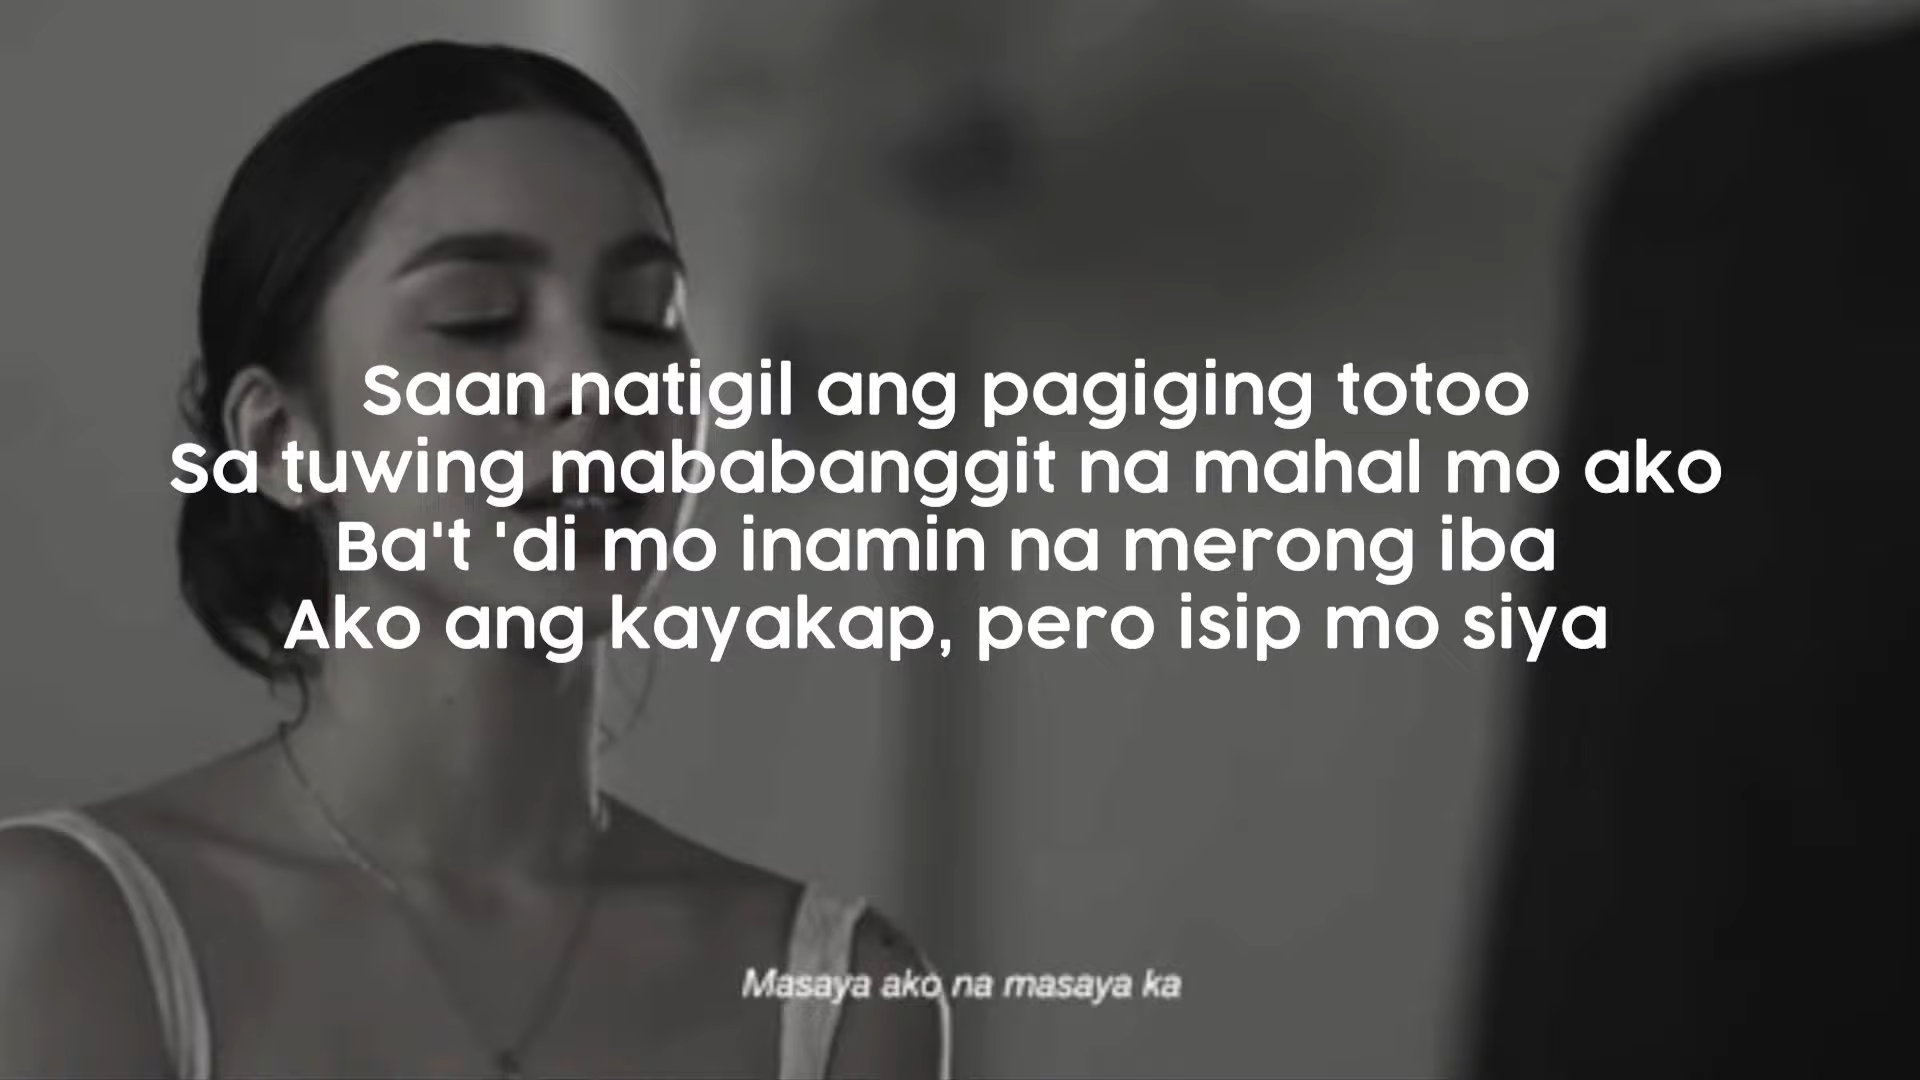 Saan natigil ang pagiging totoo
Sa tuwing mababanggit na mahal mo ako
Ba't 'di mo inamin na merong iba
Ako ang kayakap, pero isip mo siya
Masaya ako na masaya ka